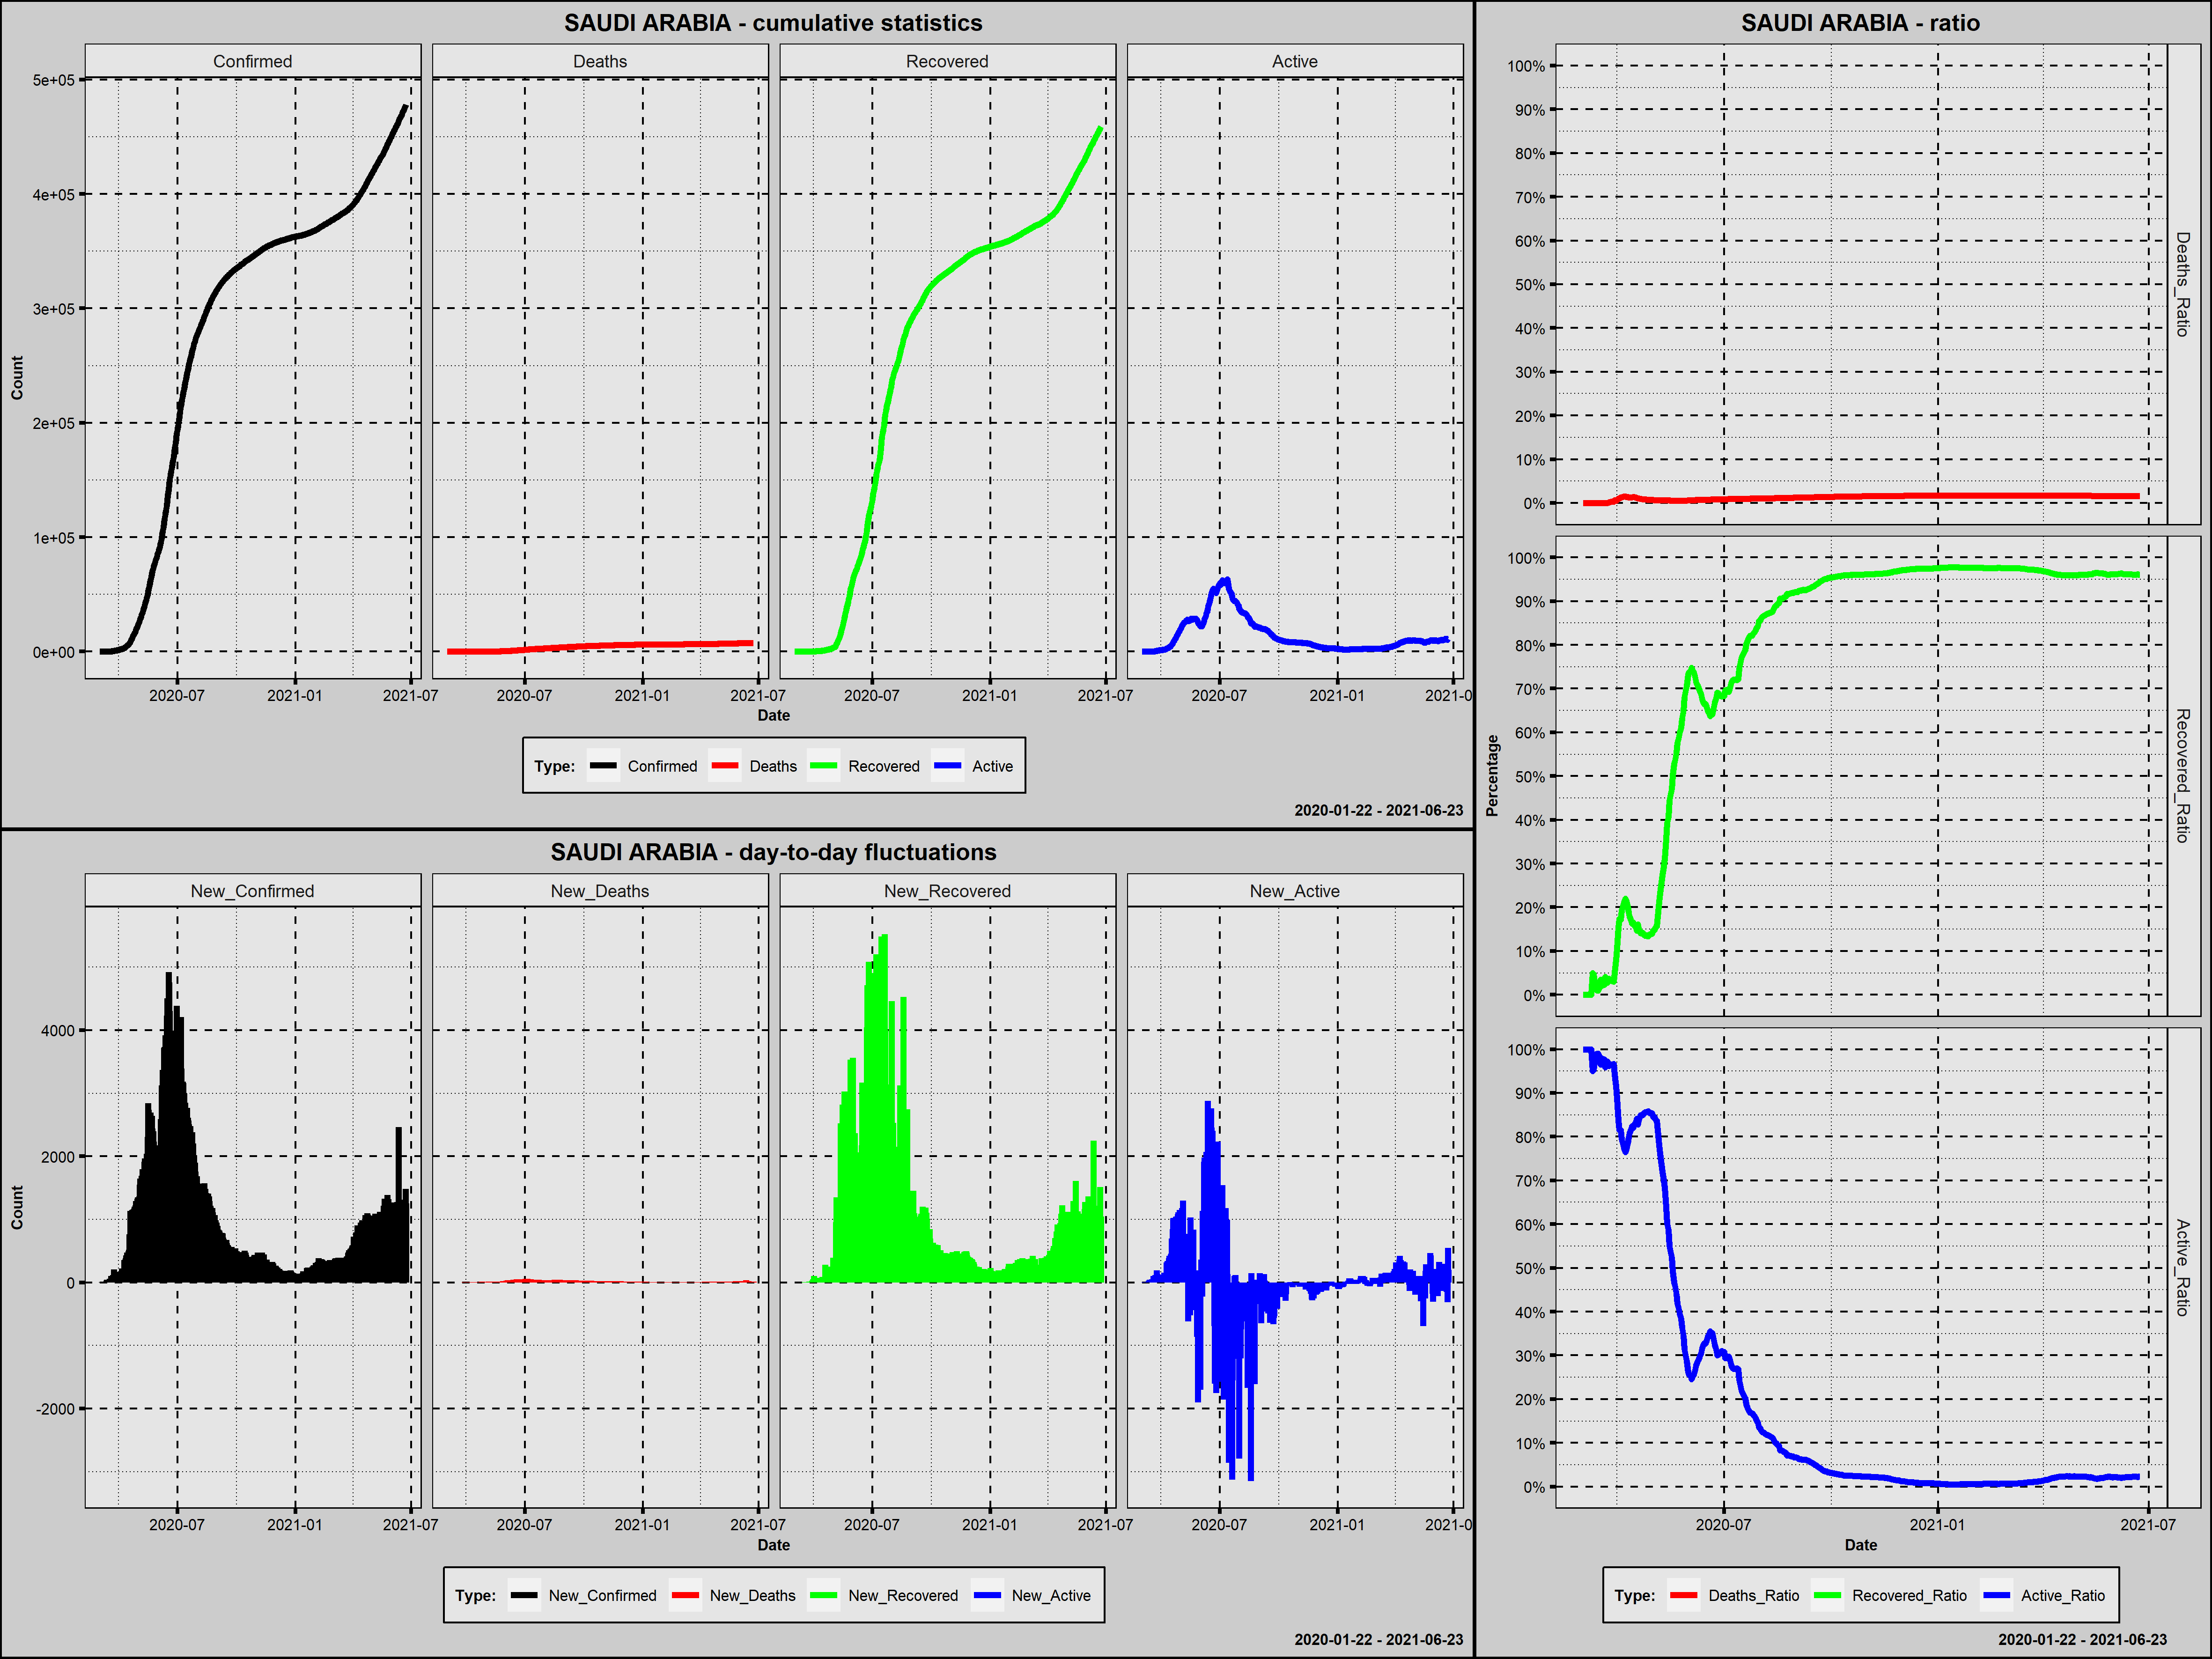 SAUDI ARABIA - cumulative statistics
Confirmed Deaths Recovered Active
5e+05
4e+05
3e+05
2e+05
1e+05
0e+00
Count
2020-07 2021-01 2021-07 2020-07 2021-01 2021-07 2020-07 2021-01 2021-07 2020-07 2021-01 2021-0
Date
Type: Confirmed Deaths Recovered Active
2020-01-22 - 2021-06-23
SAUDI ARABIA - day-to-day fluctuations
New_Confirmed New_Deaths New_Recovered New_Active
4000
2000
0
-2000
Count
2020-07 2021-01 2021-07 2020-07 2021-01 2021-07 2020-07 2021-01 2021-07 2020-07 2021-01 2021-0
Date
Type: New_Confirmed New_Deaths New_Recovered New_Active
2020-01-22 - 2021-06-23
SAUDI ARABIA - ratio
100%
90%
80%
70%
60%
50%
40%
30%
20%
10%
0%
Deaths_Ratio
100%
90%
80%
70%
60%
50%
40%
30%
20%
10%
0%
Recovered_Ratio
Percentage
100%
90%
80%
70%
60%
50%
40%
30%
20%
10%
0%
Active_Ratio
2020-07 2021-01 2021-07
Date
Type: Deaths_Ratio Recovered_Ratio Active_Ratio
2020-01-22 - 2021-06-23